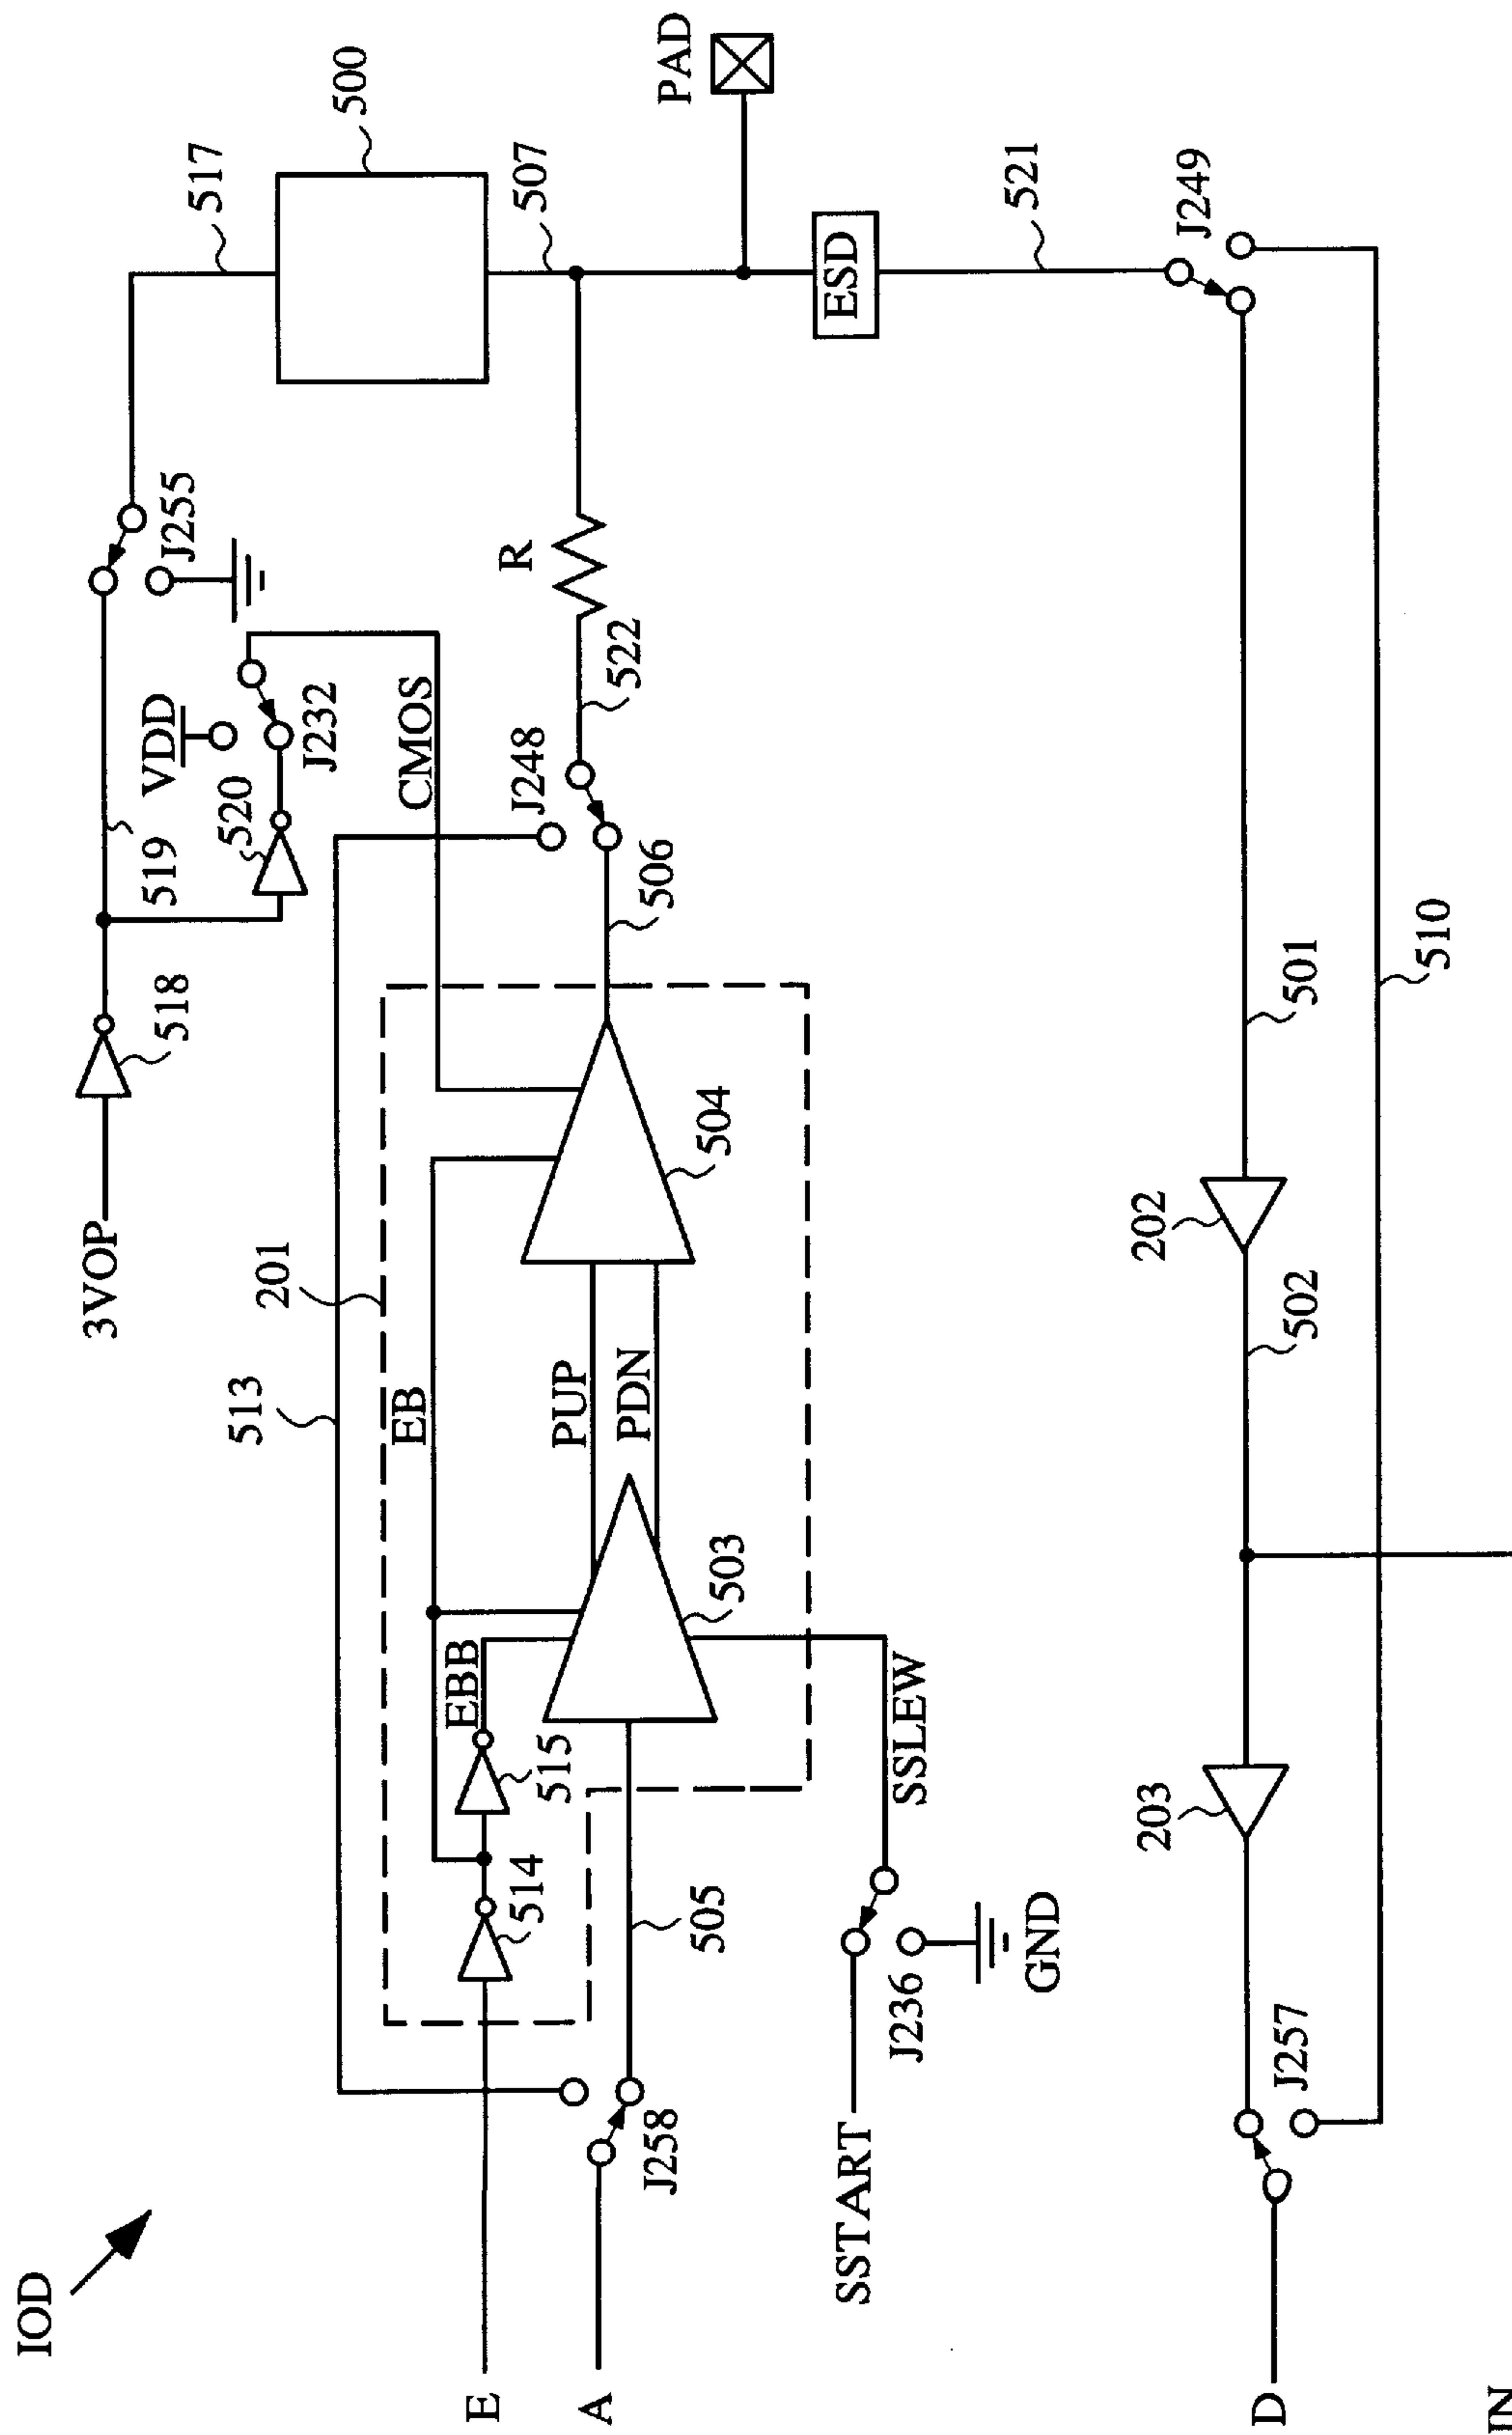 IOD
3VOP
518
519
VDD
520
J232
J255
517
500
507
PAD
513
201
CMOS
J248
522
R
506
E
514
EBB
515
EB
PUP
PDN
503
504
A
J258
505
SSTART
J236
GND
SSLEW
ESD
521
J249
D
J257
203
502
202
501
510
IN